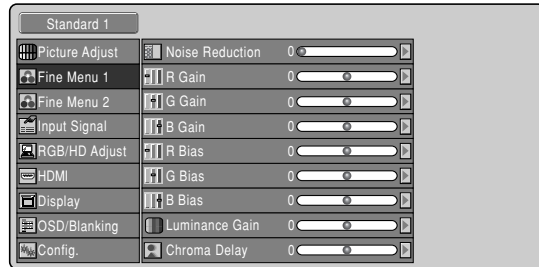 Standard 1
Picture Adjust Noise Reduction 0
Fine Menu 1 R Gain 0
Fine Menu 2 G Gain 0
Input Signal B Gain 0
RGB/HD Adjust R Bias 0
HDMI G Bias 0
Display B Bias 0
OSD/Blanking Luminance Gain 0
Config. Chroma Delay 0